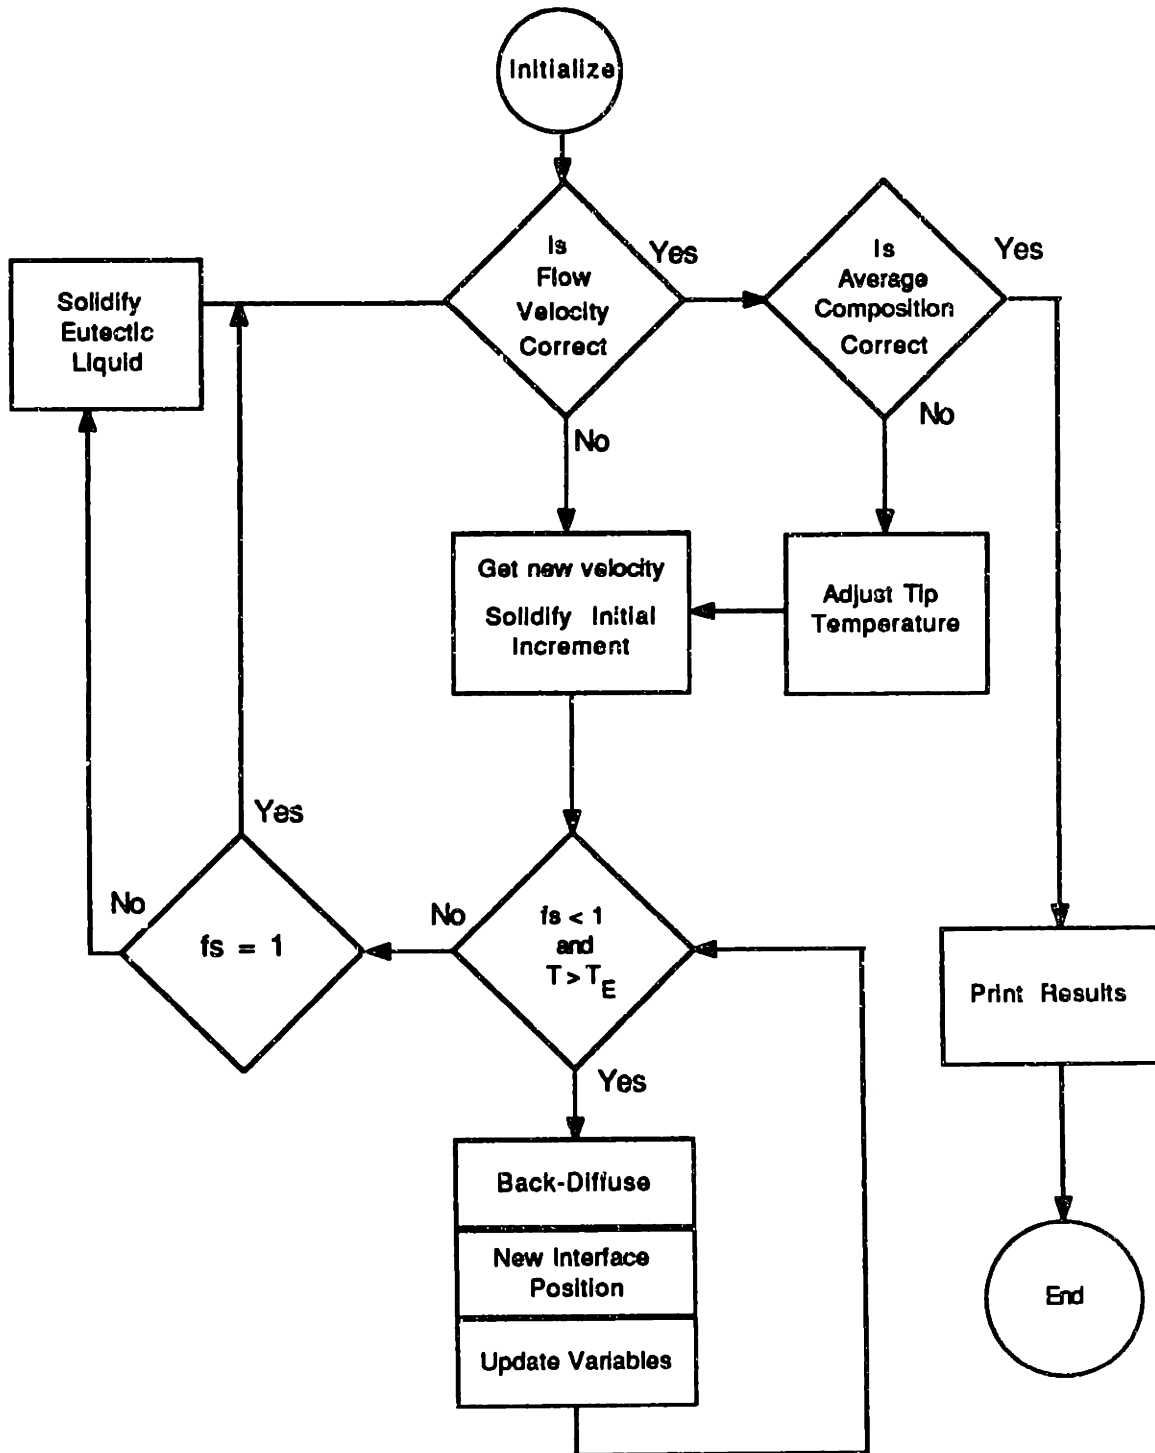 Initialize
Is
Flow
Velocity
Correct
Yes
No
Is
Average
Composition
Correct
Yes
No
Solidify
Eutectic
Liquid
Get new velocity
Solidify Initial
Increment
Adjust Tip
Temperature
Yes
No
fs = 1
No
fs < 1
and
T > T_E
Yes
Print Results
Back-Diffuse
New Interface
Position
Update Variables
End